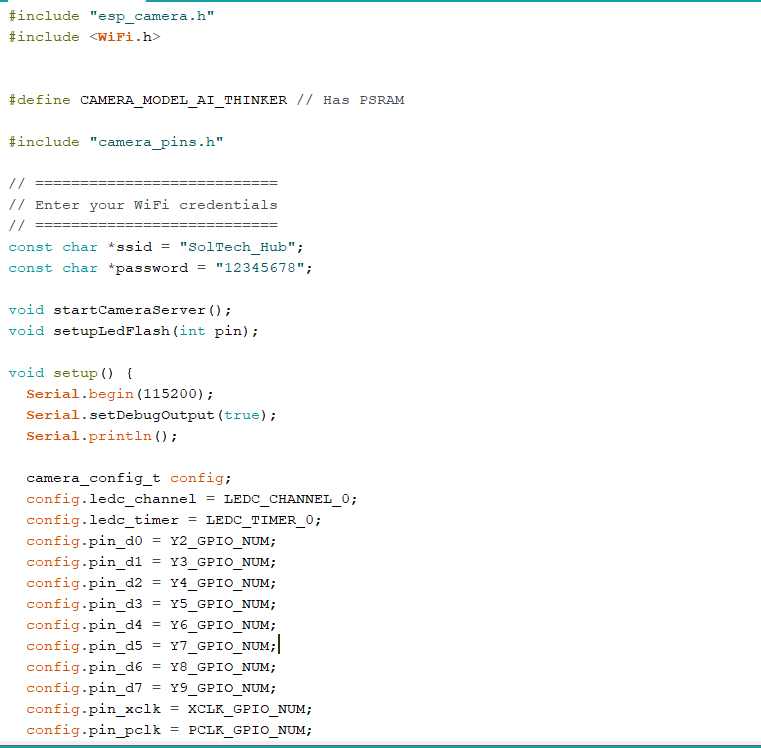 #include "esp_camera.h"
#include <WiFi.h>
#define CAMERA_MODEL_AI_THINKER // Has PSRAM
#include "camera_pins.h"
// ===========================
// Enter your WiFi credentials
// ===========================
const char *ssid = "SolTech_Hub";
const char *password = "12345678";
void startCameraServer();
void setupLedFlash(int pin);
void setup() {
  Serial.begin(115200);
  Serial.setDebugOutput(true);
  Serial.println();
  camera_config_t config;
  config.ledc_channel = LEDC_CHANNEL_0;
  config.ledc_timer = LEDC_TIMER_0;
  config.pin_d0 = Y2_GPIO_NUM;
  config.pin_d1 = Y3_GPIO_NUM;
  config.pin_d2 = Y4_GPIO_NUM;
  config.pin_d3 = Y5_GPIO_NUM;
  config.pin_d4 = Y6_GPIO_NUM;
  config.pin_d5 = Y7_GPIO_NUM;
  config.pin_d6 = Y8_GPIO_NUM;
  config.pin_d7 = Y9_GPIO_NUM;
  config.pin_xclk = XCLK_GPIO_NUM;
  config.pin_pclk = PCLK_GPIO_NUM;